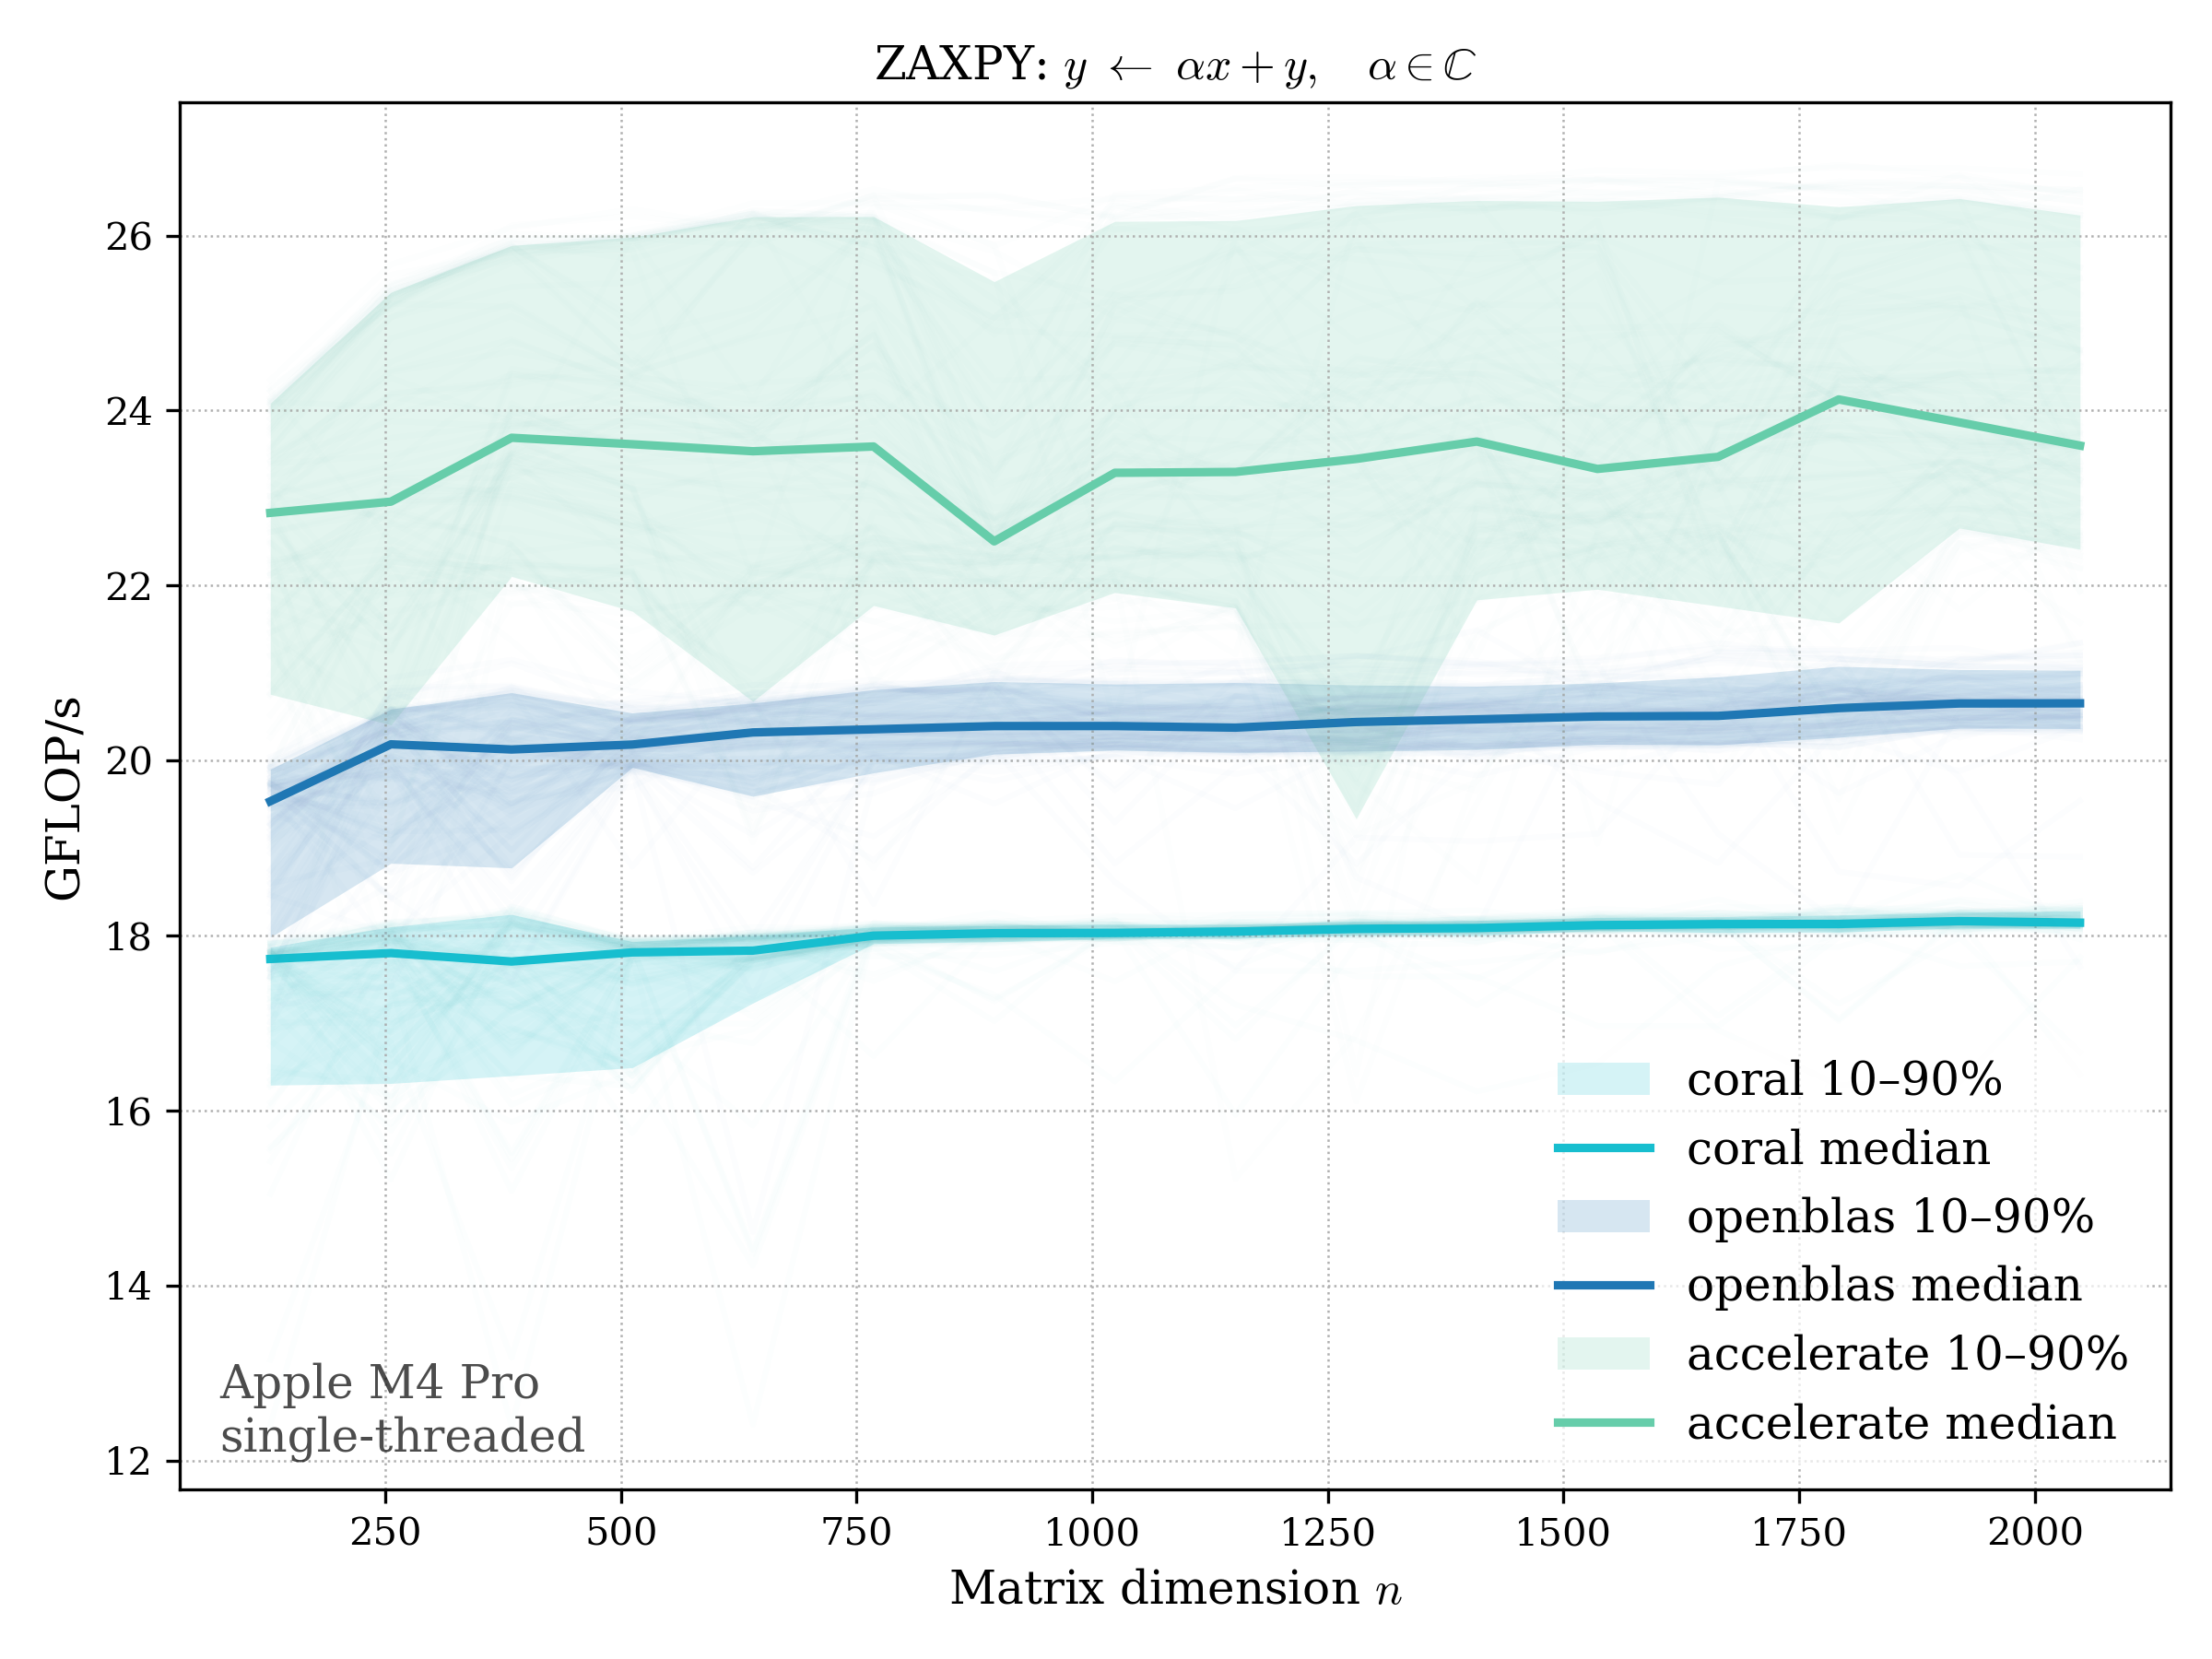 ZAXPY: y ← αx + y, α ∈ ℂ
GFLOP/s
26
24
22
20
18
16
14
12
coral 10–90%
coral median
openblas 10–90%
openblas median
accelerate 10–90%
accelerate median
Apple M4 Pro
single-threaded
250 500 750 1000 1250 1500 1750 2000
Matrix dimension n